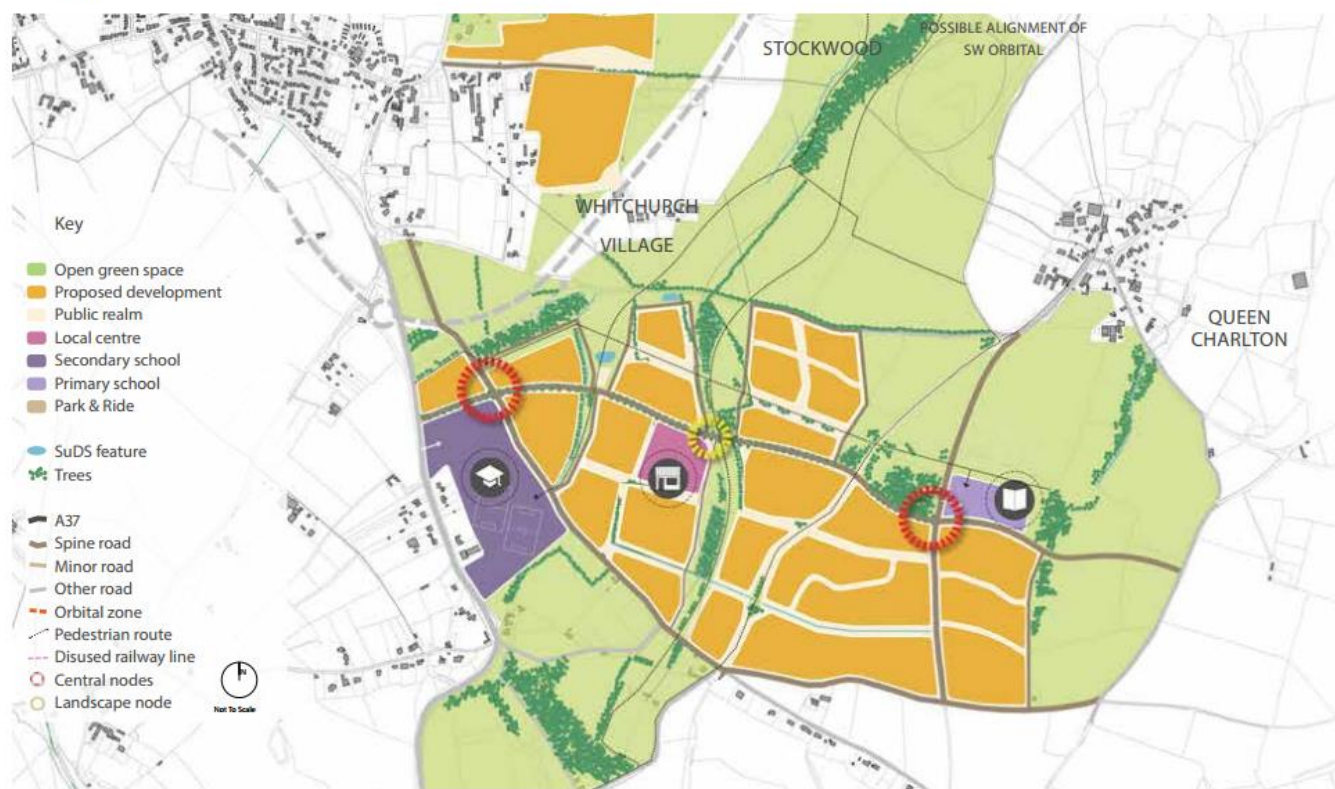 STOCKWOOD
POSSIBLE ALIGNMENT OF
SW ORBITAL
WHITCHURCH
VILLAGE
QUEEN
CHARLTON
Key
Open green space
Proposed development
Public realm
Local centre
Secondary school
Primary school
Park & Ride
SuDS feature
Trees
A37
Spine road
Minor road
Other road
Orbital zone
Pedestrian route
Disused railway line
Central nodes
Landscape node
N
Not To Scale